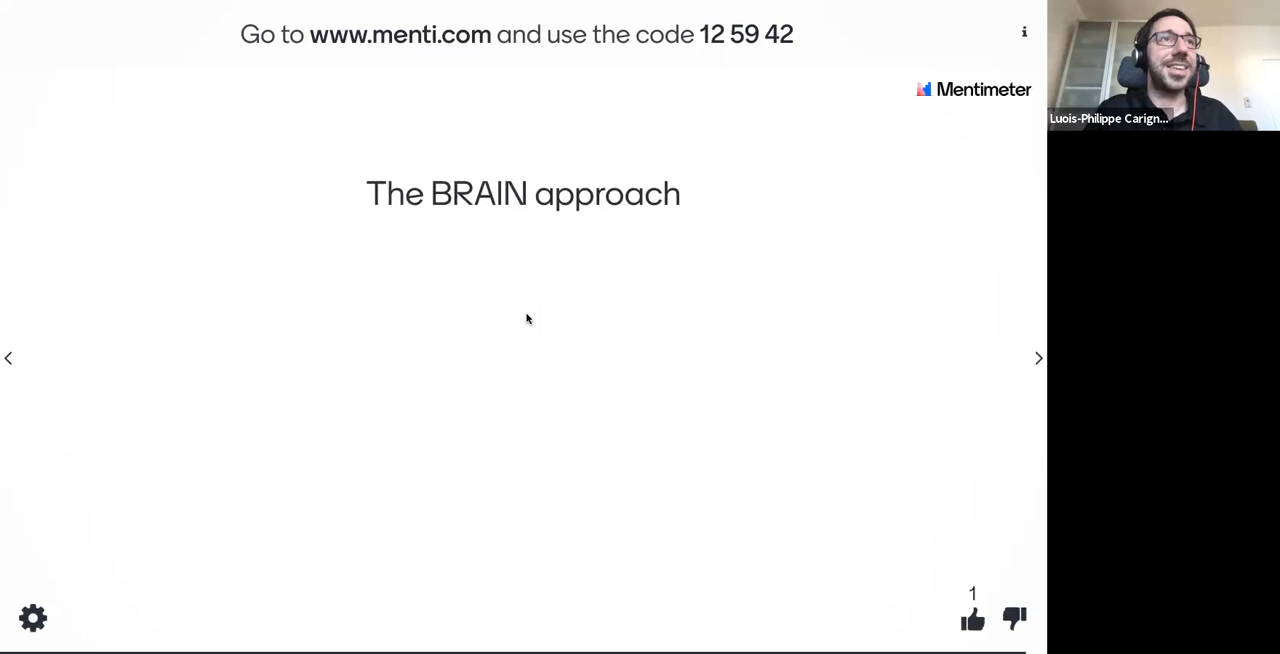 Go to www.menti.com and use the code 12 59 42
Mentimeter
Luois-Philippe Carign...
The BRAIN approach
1